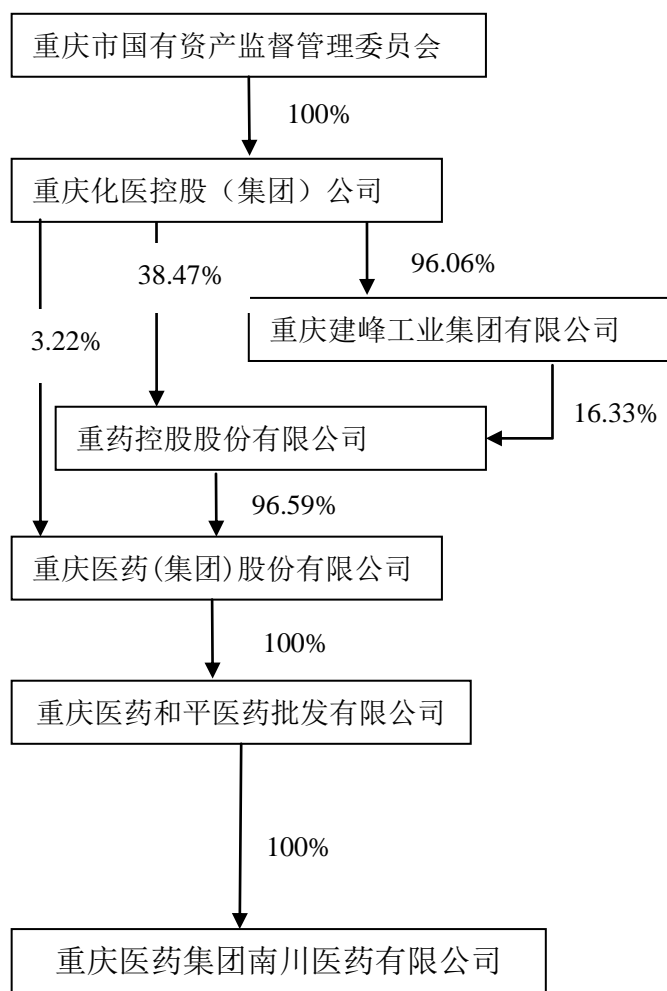 重庆市国有资产监督管理委员会
100%
重庆化医控股（集团）公司
38.47%
96.06%
3.22%
重庆建峰工业集团有限公司
重药控股股份有限公司
16.33%
96.59%
重庆医药(集团)股份有限公司
100%
重庆医药和平医药批发有限公司
100%
重庆医药集团南川医药有限公司